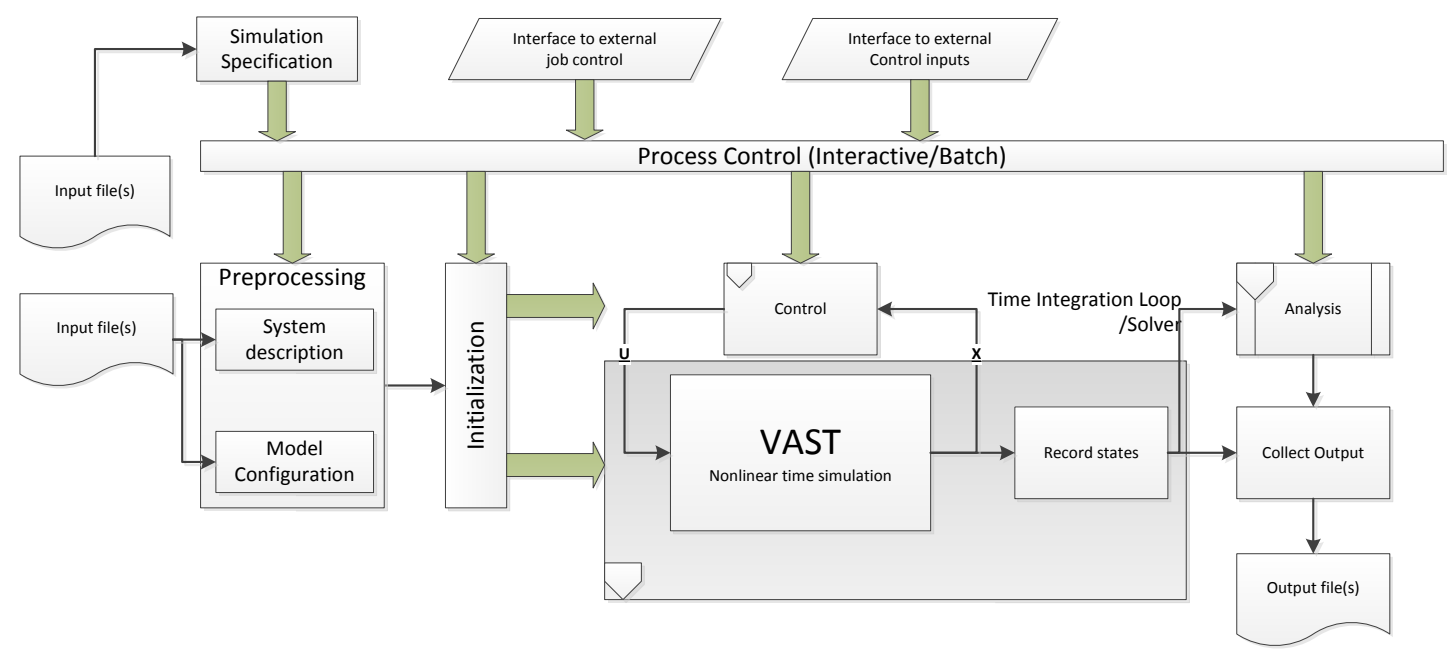 Simulation
Specification
Interface to external
job control
Interface to external
Control inputs
Process Control (Interactive/Batch)
Input file(s)
Preprocessing
Input file(s)
System
description
Model
Configuration
Initialization
Control
Time Integration Loop
/Solver
Analysis
U
X
VAST
Nonlinear time simulation
Record states
Collect Output
Output file(s)